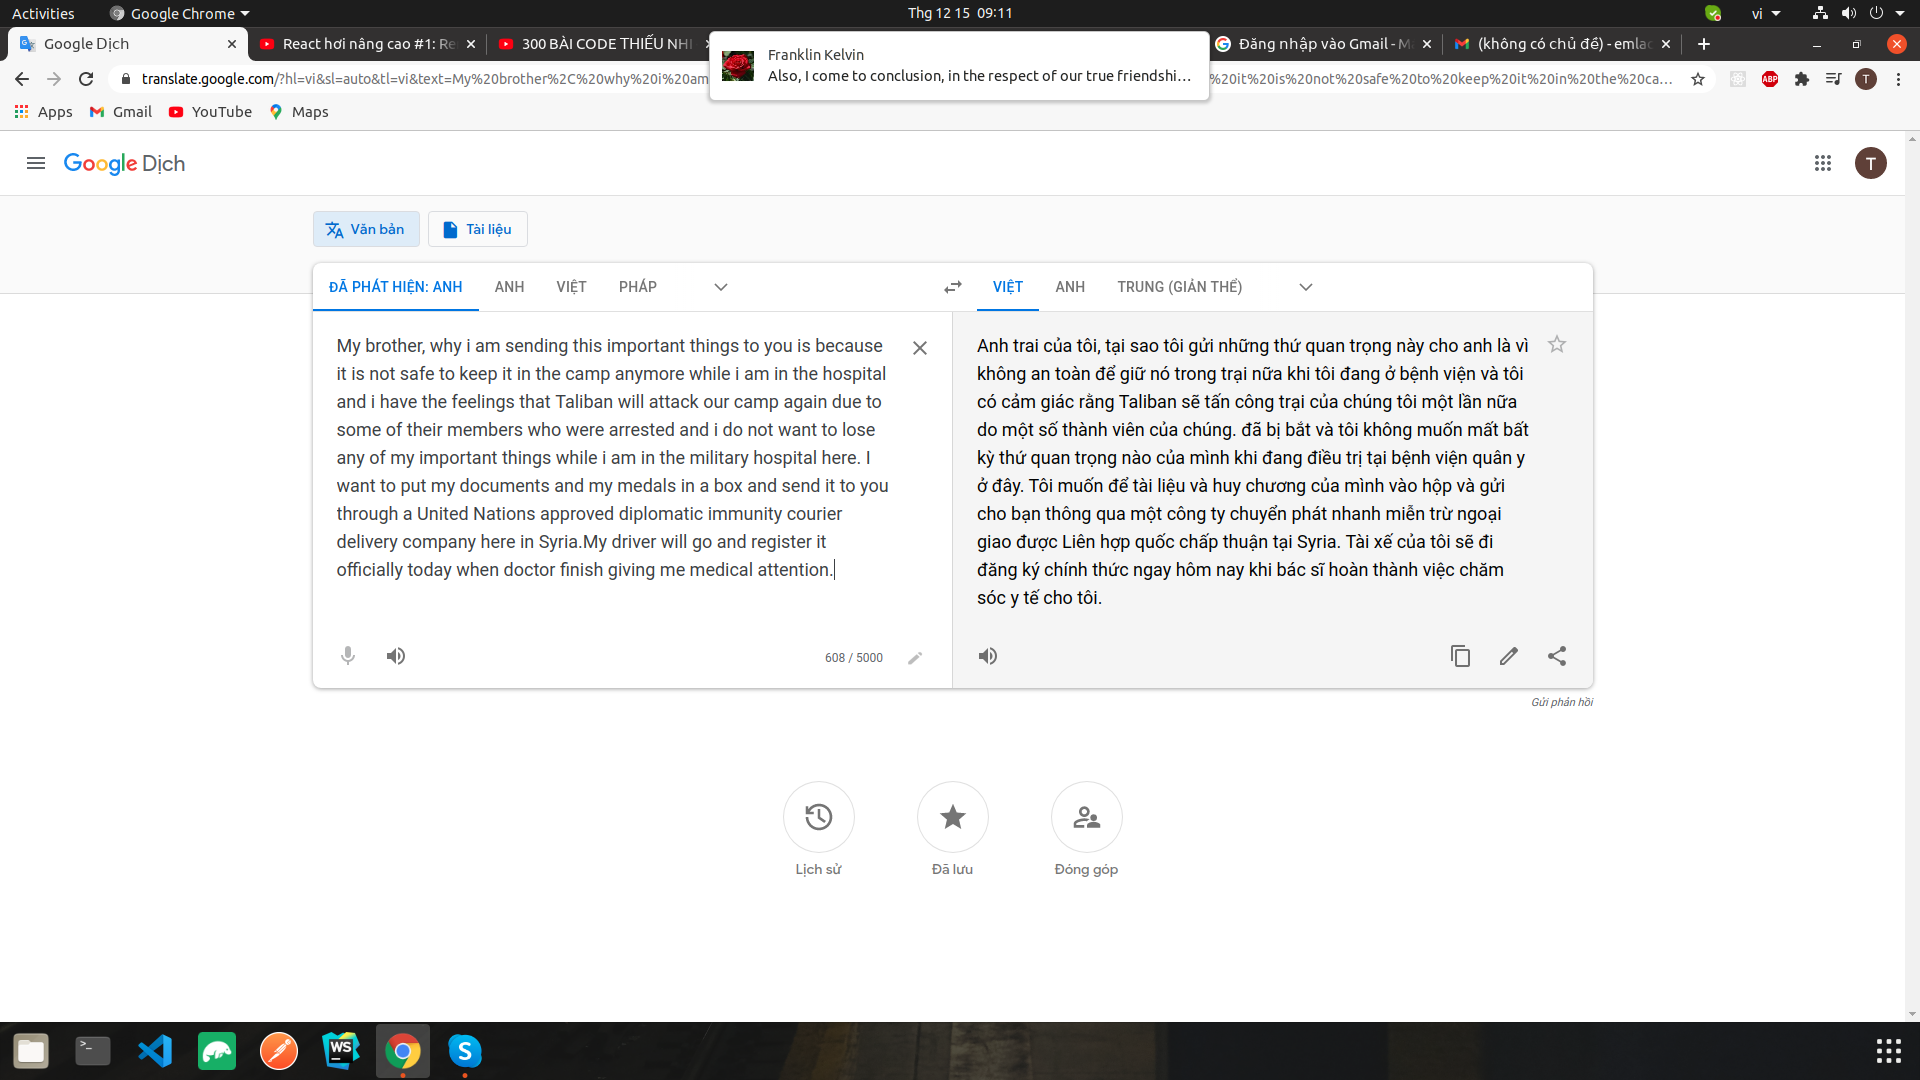 Activities
Google Chrome
Thg 12 15 09:11
vi
Google Dịch
React hơi nâng cao #1: Re
300 BÀI CODE THIẾU NHI
Franklin Kelvin
Also, I come to conclusion, in the respect of our true friendshi...
Đăng nhập vào Gmail - M
(không có chủ đề) - emlac
translate.google.com/?hl=vi&sl=auto&tl=vi&text=My%20brother%2C%20why%20i%20am
%20it%20is%20not%20safe%20to%20keep%20it%20in%20the%20ca...
ABP
T
Apps
Gmail
YouTube
Maps
Google Dịch
T
Văn bản
Tài liệu
ĐÃ PHÁT HIỆN: ANH
ANH
VIỆT
PHÁP
VIỆT
ANH
TRUNG (GIẢN THỂ)
My brother, why i am sending this important things to you is because
it is not safe to keep it in the camp anymore while i am in the hospital
and i have the feelings that Taliban will attack our camp again due to
some of their members who were arrested and i do not want to lose
any of my important things while i am in the military hospital here. I
want to put my documents and my medals in a box and send it to you
through a United Nations approved diplomatic immunity courier
delivery company here in Syria.My driver will go and register it
officially today when doctor finish giving me medical attention.
608 / 5000
Anh trai của tôi, tại sao tôi gửi những thứ quan trọng này cho anh là vì
không an toàn để giữ nó trong trại nữa khi tôi đang ở bệnh viện và tôi
có cảm giác rằng Taliban sẽ tấn công trại của chúng tôi một lần nữa
do một số thành viên của chúng. đã bị bắt và tôi không muốn mất bất
kỳ thứ quan trọng nào của mình khi đang điều trị tại bệnh viện quân y
ở đây. Tôi muốn để tài liệu và huy chương của mình vào hộp và gửi
cho bạn thông qua một công ty chuyển phát nhanh miễn trừ ngoại
giao được Liên hợp quốc chấp thuận tại Syria. Tài xế của tôi sẽ đi
đăng ký chính thức ngay hôm nay khi bác sĩ hoàn thành việc chăm
sóc y tế cho tôi.
Gửi phản hồi
Lịch sử
Đã lưu
Đóng góp
WS
S